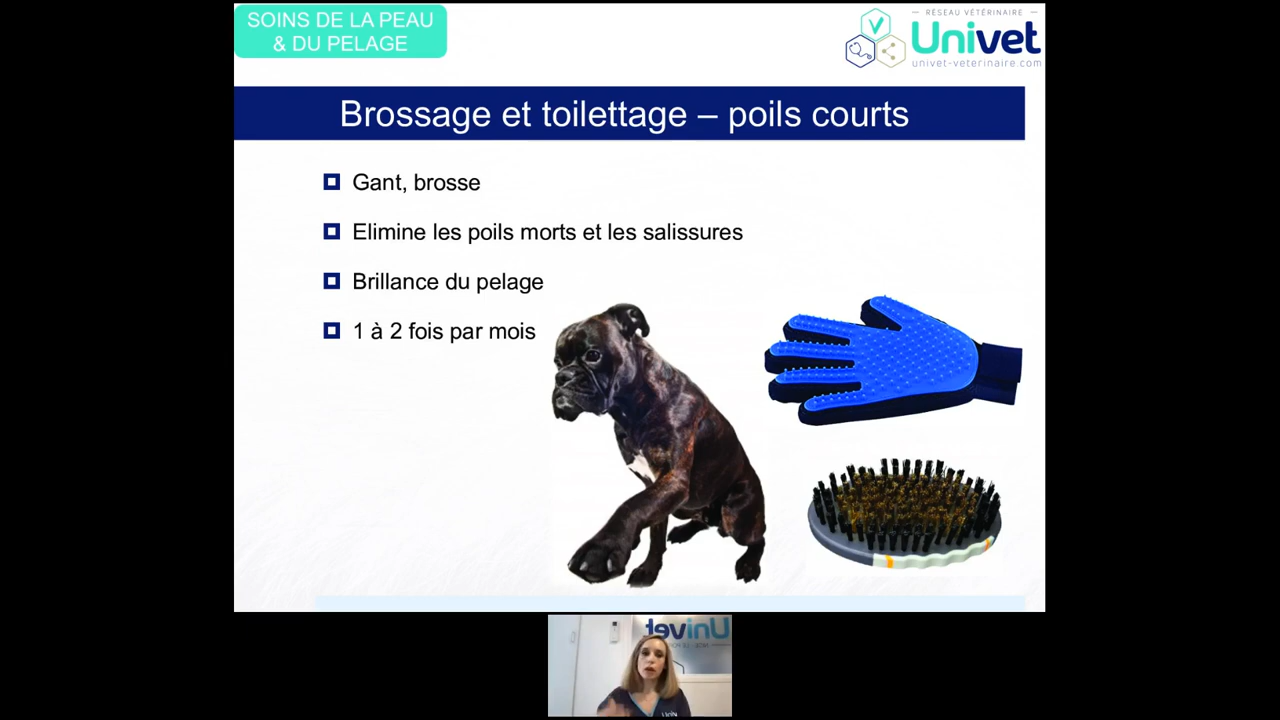 SOINS DE LA PEAU
& DU PELAGE
RÉSEAU VÉTÉRINAIRE
Univet
univet-veterinaire.com
Brossage et toilettage – poils courts
Gant, brosse
Elimine les poils morts et les salissures
Brillance du pelage
1 à 2 fois par mois
Univet